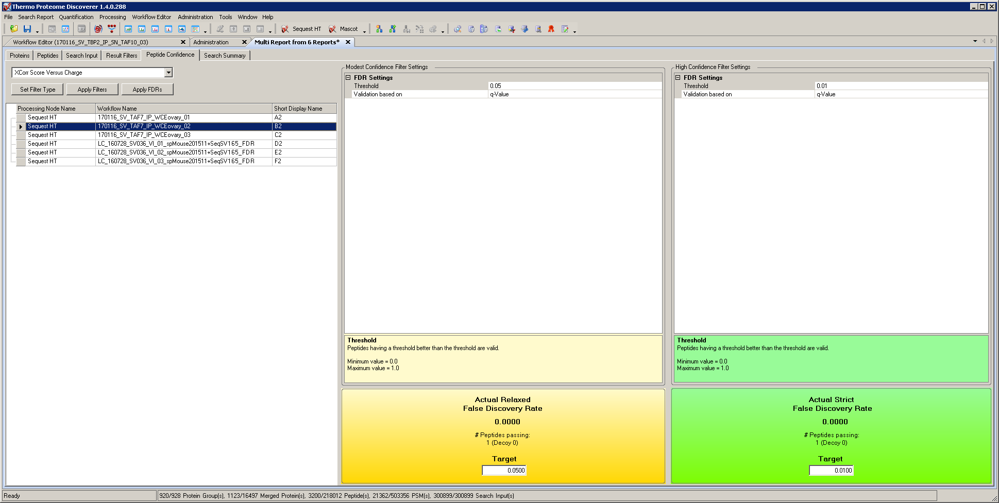 Thermo Proteome Discoverer 1.4.0.288
File Search Report Quantification Processing Workflow Editor Administration Tools Window Help
Sequest HT Mascot
Workflow Editor (170116_SV_TBP2_IP_SN_TAF10_03) Administration Multi Report from 6 Reports*
Proteins Peptides Search Input Result Filters Peptide Confidence Search Summary
XCorr Score Versus Charge
Set Filter Type Apply Filters Apply FDRs
Processing Node Name Workflow Name Short Display Name
Sequest HT 170116_SV_TAF7_IP_WCEovary_01 A2
Sequest HT 170116_SV_TAF7_IP_WCEovary_02 B2
Sequest HT 170116_SV_TAF7_IP_WCEovary_03 C2
Sequest HT LC_160728_SV036_VI_01_spMouse201511+SeqSV165_FDR D2
Sequest HT LC_160728_SV036_VI_02_spMouse201511+SeqSV165_FDR E2
Sequest HT LC_160728_SV036_VI_03_spMouse201511+SeqSV165_FDR F2
Modest Confidence Filter Settings
FDR Settings
Threshold 0.05
Validation based on q-Value
Threshold
Peptides having a threshold better than the threshold are valid.
Minimum value = 0.0
Maximum value = 1.0
Actual Relaxed
False Discovery Rate
0.0000
# Peptides passing:
1 (Decoy 0)
Target
0.0500
High Confidence Filter Settings
FDR Settings
Threshold 0.01
Validation based on q-Value
Threshold
Peptides having a threshold better than the threshold are valid.
Minimum value = 0.0
Maximum value = 1.0
Actual Strict
False Discovery Rate
0.0000
# Peptides passing:
1 (Decoy 0)
Target
0.0100
Ready 920/928 Protein Group(s), 1123/16497 Merged Protein(s), 3200/218012 Peptide(s), 21362/503356 PSM(s), 300899/300899 Search Input(s)